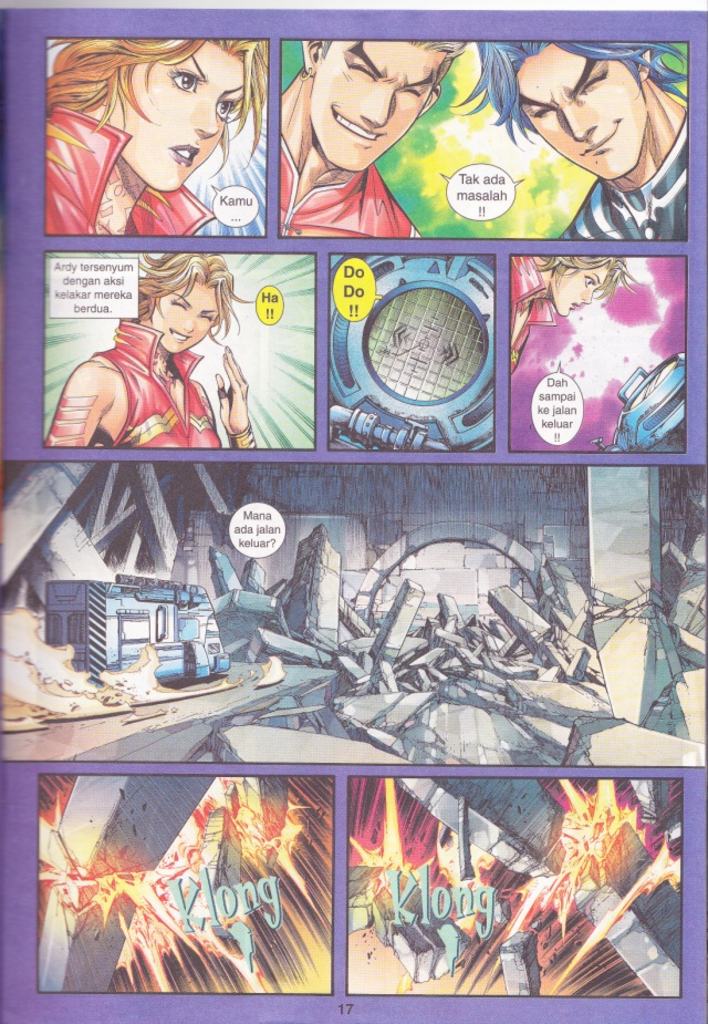 Kamu
...
Tak ada
masalah
!!
Ardy tersenyum
dengan aksi
kelakar mereka
berdua.
Ha
!!
Do
Do
!!
Dah
sampai
ke jalan
keluar
!!
Mana
ada jalan
keluar?
Klong
!
Klong
!
17